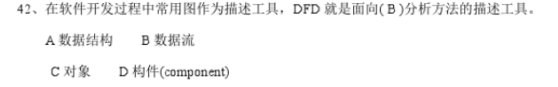 42、在软件开发过程中常用图作为描述工具，DFD 就是面向( B )分析方法的描述工具。
A 数据结构 B 数据流
C 对象 D 构件(component)